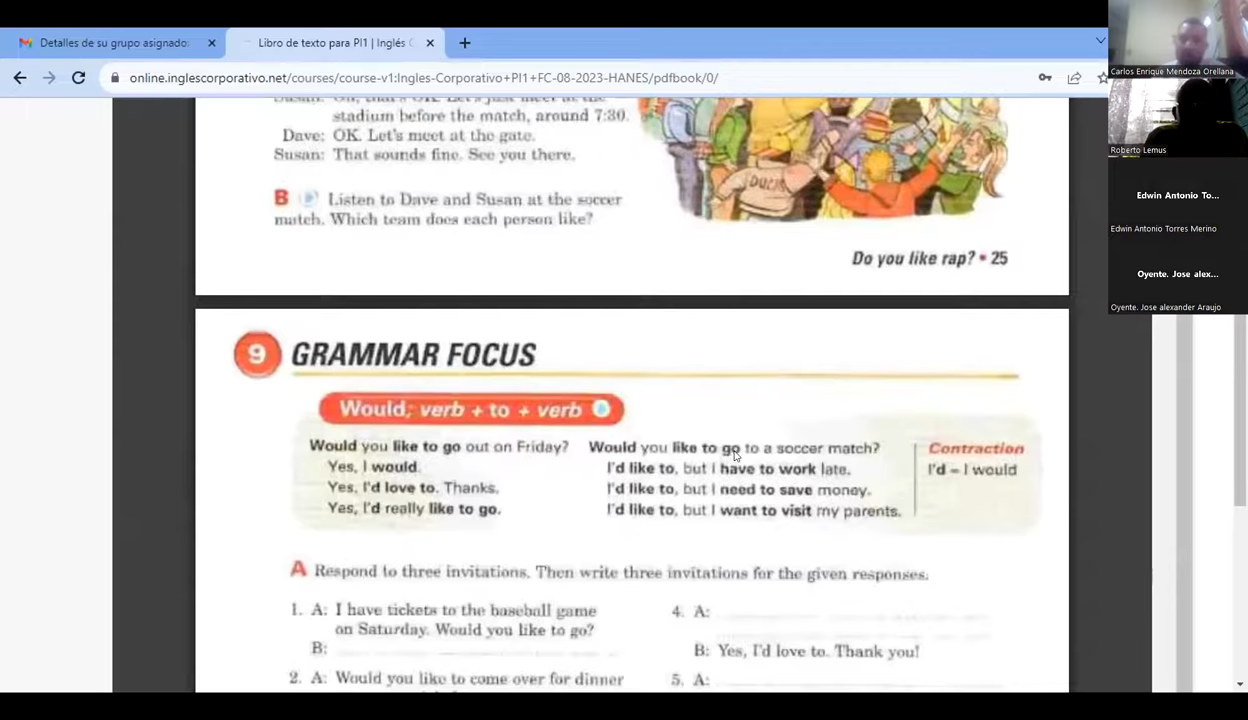 Detalles de su grupo asignado:
Libro de texto para PI1 | Inglés C
online.inglescorporativo.net/courses/course-v1:Ingles-Corporativo+PI1+FC-08-2023-HANES/pdfbook/0/
Carlos Enrique Mendoza Orellana
Roberto Lemus
Edwin Antonio To...
Edwin Antonio Torres Merino
Oyente. Jose alex...
Oyente. Jose alexander Araujo
Susan: Oh, that's OK. Let's just meet at the
stadium before the match, around 7:30.
Dave: OK. Let's meet at the gate.
Susan: That sounds fine. See you there.
B Listen to Dave and Susan at the soccer
match. Which team does each person like?
Do you like rap? • 25
9 GRAMMAR FOCUS
Would; verb + to + verb
Would you like to go out on Friday?
Yes, I would.
Yes, I'd love to. Thanks.
Yes, I'd really like to go.
Would you like to go to a soccer match?
I'd like to, but I have to work late.
I'd like to, but I need to save money.
I'd like to, but I want to visit my parents.
Contraction
I'd = I would
A Respond to three invitations. Then write three invitations for the given responses.
1. A: I have tickets to the baseball game
on Saturday. Would you like to go?
B:
2. A: Would you like to come over for dinner
4. A:
B: Yes, I'd love to. Thank you!
5. A: